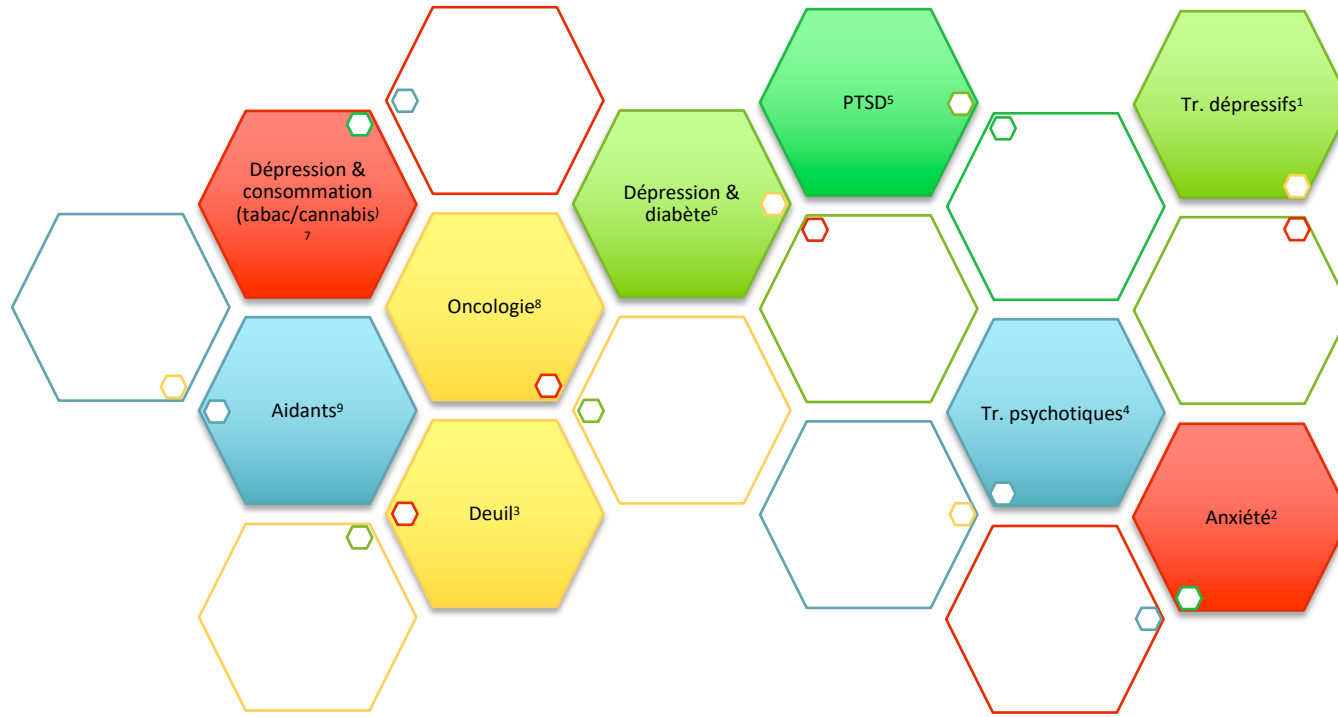 PTSD⁵
Tr. dépressifs¹
Dépression &
consommation
(tabac/cannabis⁾
⁷
Dépression &
diabète⁶
Oncologie⁸
Aidants⁹
Tr. psychotiques⁴
Deuil³
Anxiété²